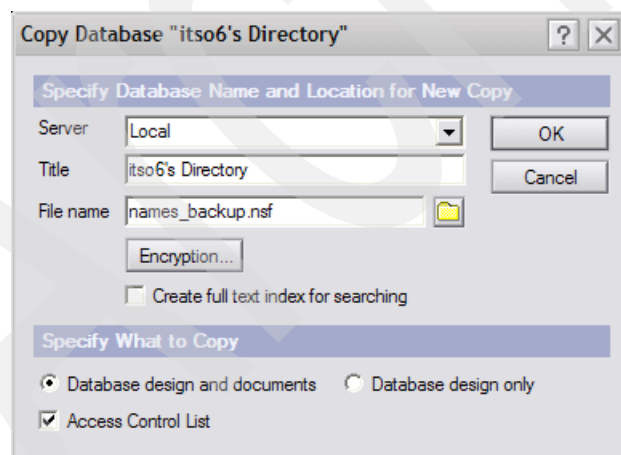 Copy Database "itso6's Directory"
Specify Database Name and Location for New Copy
Server Local OK
Title itso6's Directory Cancel
File name names_backup.nsf
Encryption...
Create full text index for searching
Specify What to Copy
Database design and documents Database design only
Access Control List